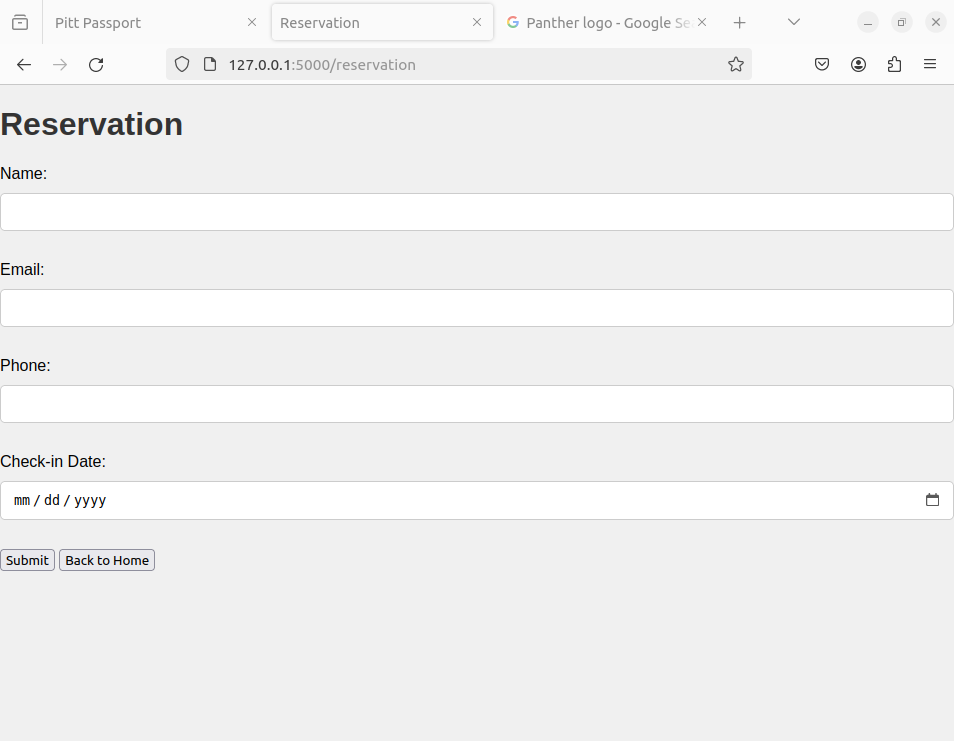 Pitt Passport
Reservation
Panther logo - Google Se
127.0.0.1:5000/reservation
Reservation
Name:
Email:
Phone:
Check-in Date:
mm / dd / yyyy
Submit Back to Home